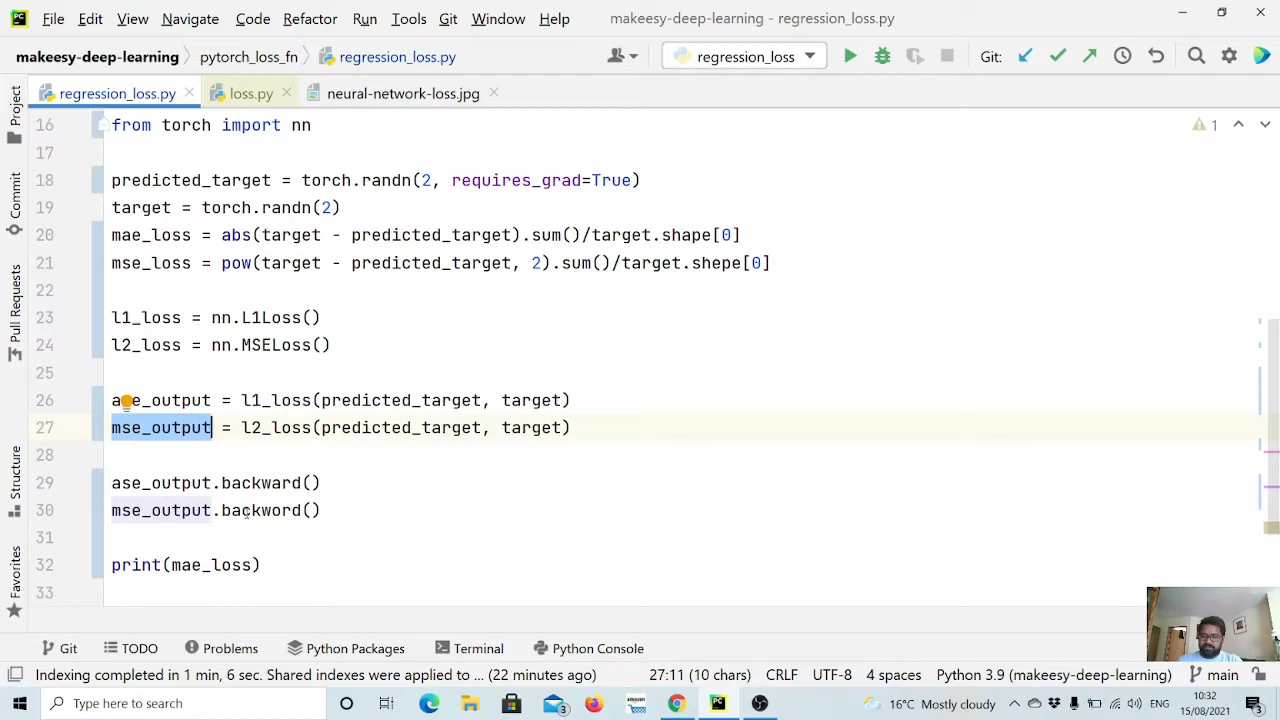 File Edit View Navigate Code Refactor Run Tools Git Window Help makeesy-deep-learning - regression_loss.py
makeesy-deep-learning pytorch_loss_fn regression_loss.py regression_loss Git:
regression_loss.py loss.py neural-network-loss.jpg
Project
Commit
Pull Requests
Structure
Favorites
1
16 from torch import nn
17
18 predicted_target = torch.randn(2, requires_grad=True)
19 target = torch.randn(2)
20 mae_loss = abs(target - predicted_target).sum()/target.shape[0]
21 mse_loss = pow(target - predicted_target, 2).sum()/target.shepe[0]
22
23 l1_loss = nn.L1Loss()
24 l2_loss = nn.MSELoss()
25
26 ase_output = l1_loss(predicted_target, target)
27 mse_output = l2_loss(predicted_target, target)
28
29 ase_output.backward()
30 mse_output.backword()
31
32 print(mae_loss)
33
Git TODO Problems Python Packages Terminal Python Console
Indexing completed in 1 min, 6 sec. Shared indexes were applied to ... (22 minutes ago) 27:11 (10 chars) CRLF UTF-8 4 spaces Python 3.9 (makeesy-deep-learning) main
Type here to search 16°C Mostly cloudy ENG 10:32
15/08/2021